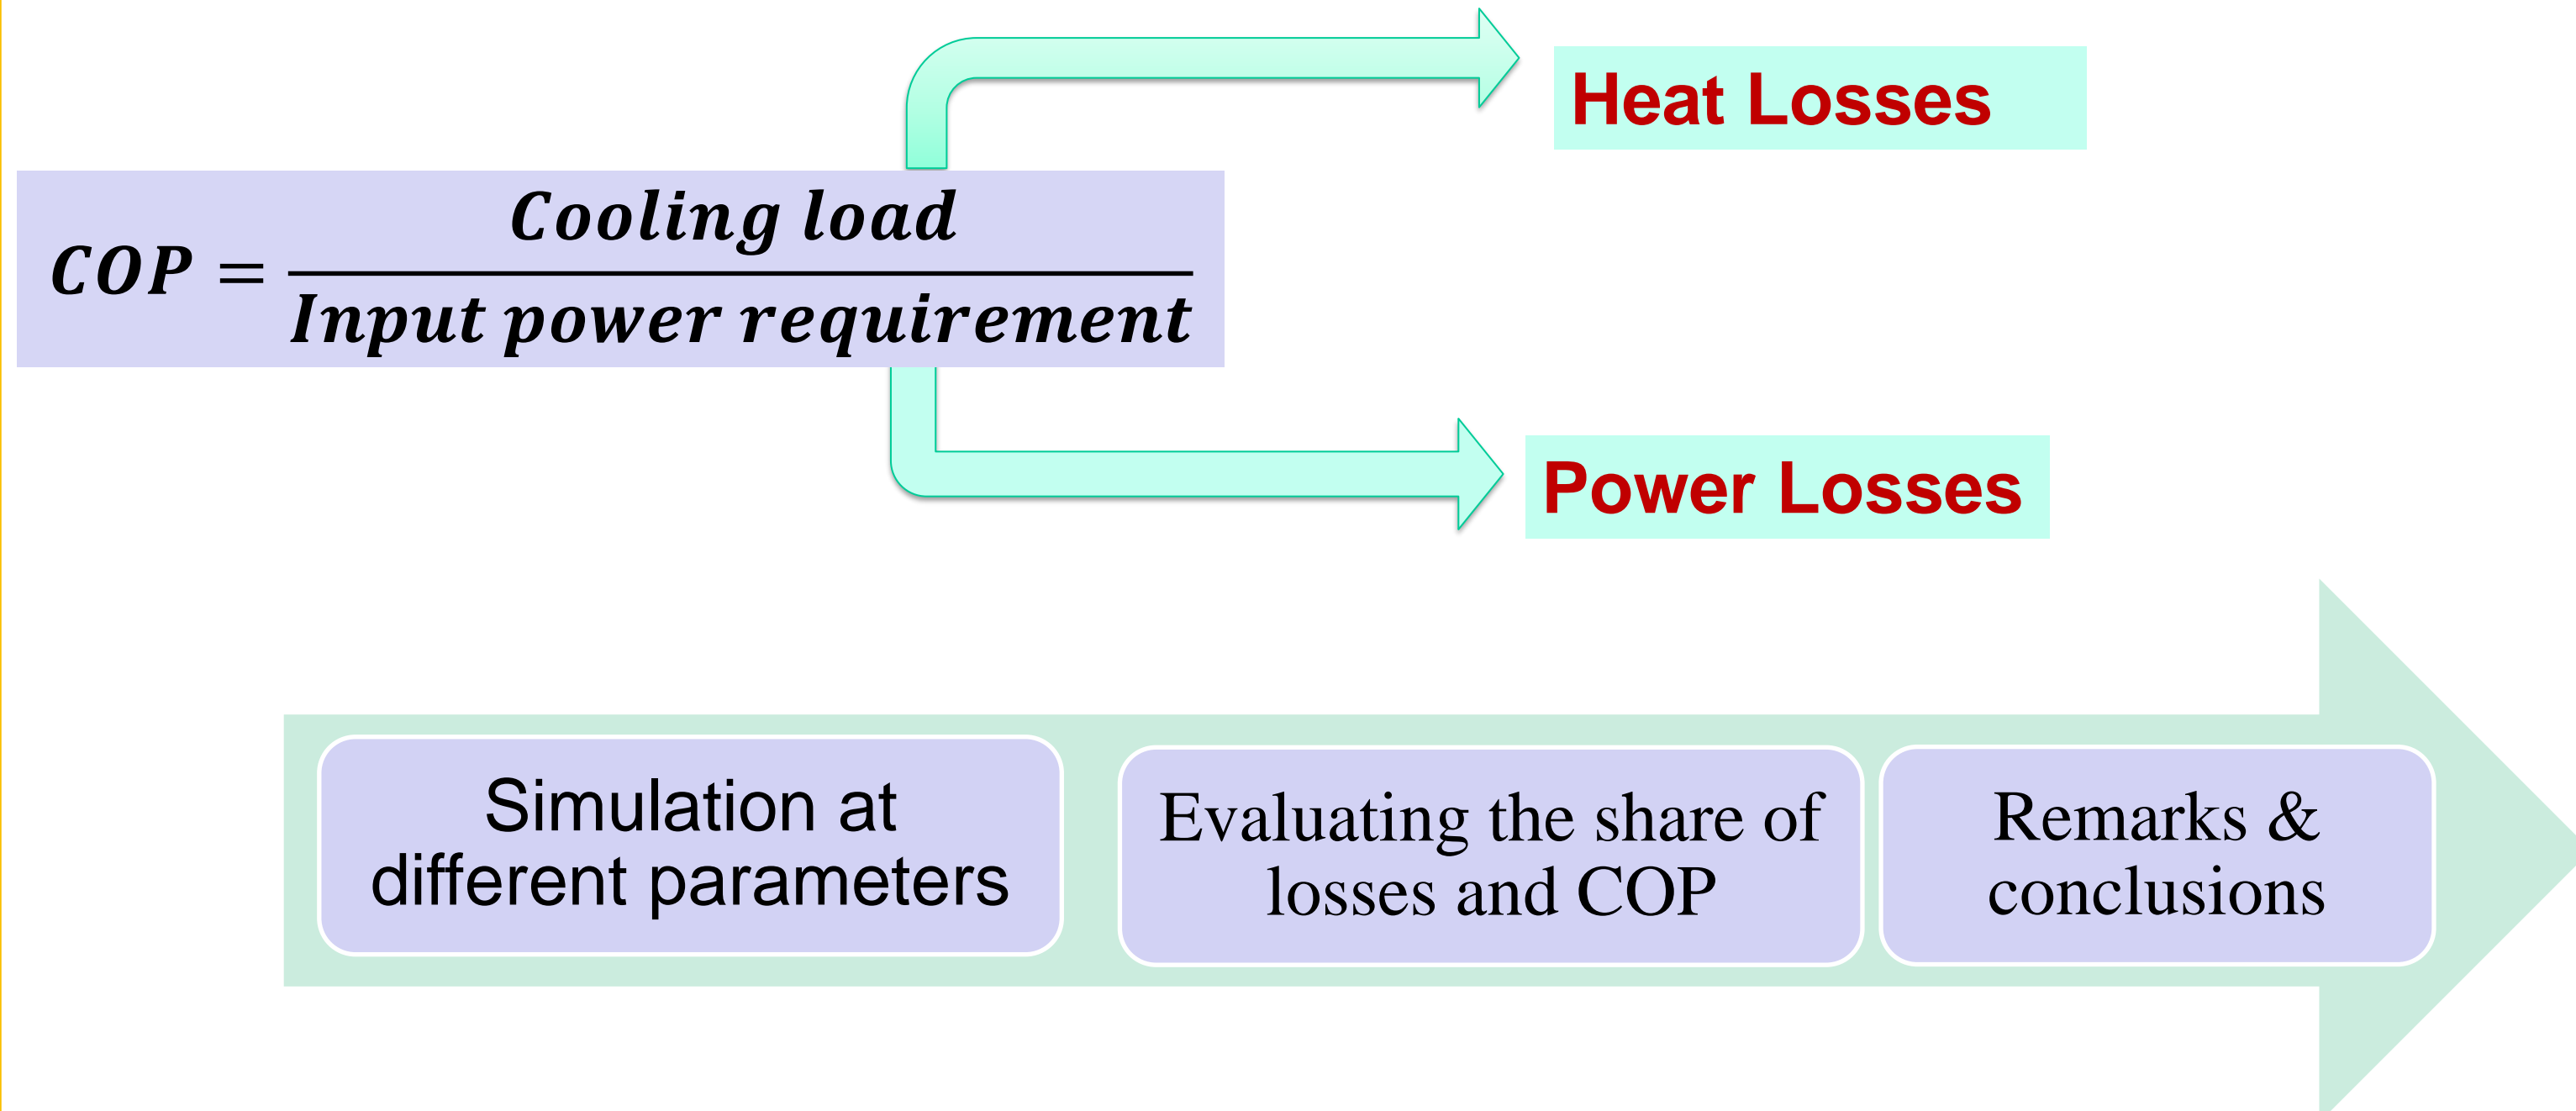 Heat Losses
COP = Cooling load / Input power requirement
Power Losses
Simulation at
different parameters
Evaluating the share of
losses and COP
Remarks &
conclusions